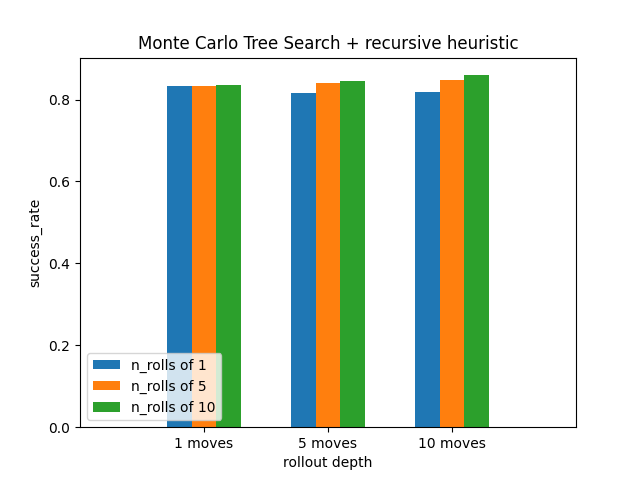 Monte Carlo Tree Search + recursive heuristic
success_rate
0.8
0.6
0.4
0.2
0.0
n_rolls of 1
n_rolls of 5
n_rolls of 10
1 moves
5 moves
10 moves
rollout depth